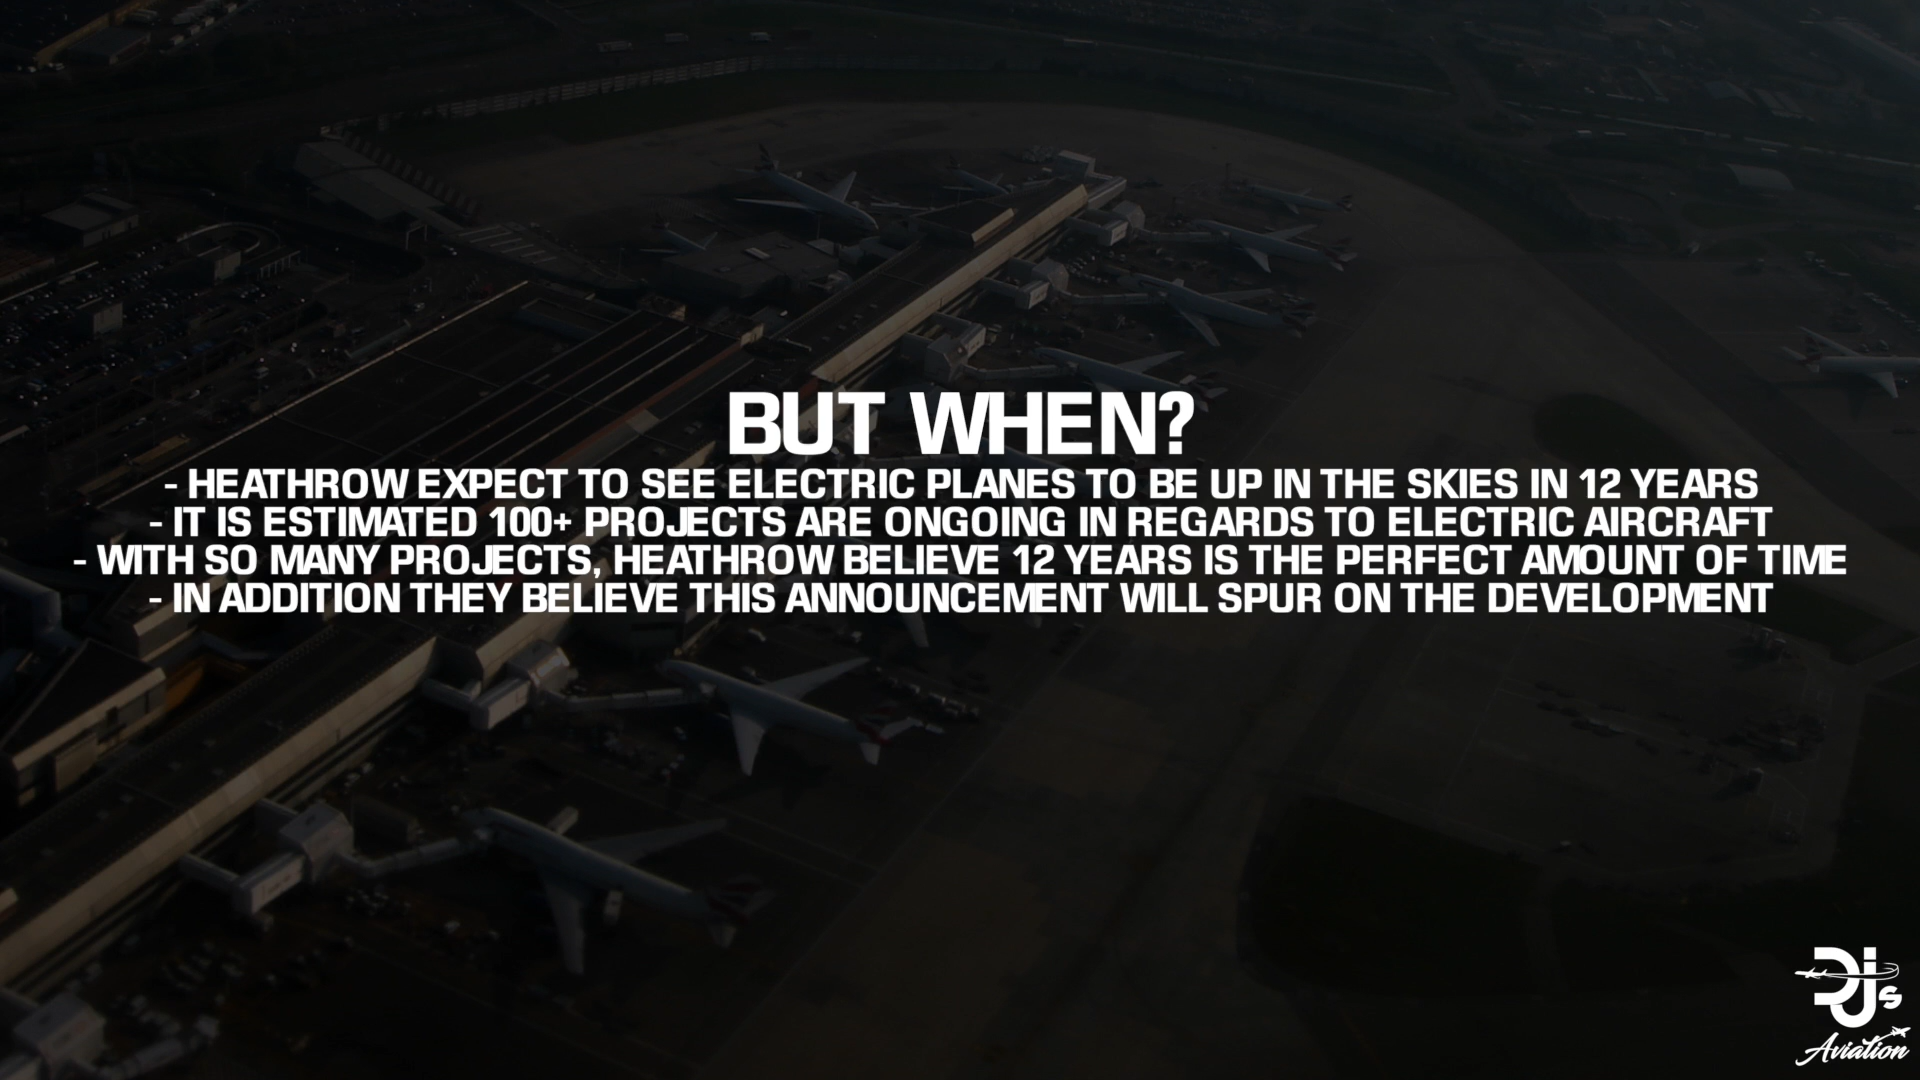 BUT WHEN?
- HEATHROW EXPECT TO SEE ELECTRIC PLANES TO BE UP IN THE SKIES IN 12 YEARS
- IT IS ESTIMATED 100+ PROJECTS ARE ONGOING IN REGARDS TO ELECTRIC AIRCRAFT
- WITH SO MANY PROJECTS, HEATHROW BELIEVE 12 YEARS IS THE PERFECT AMOUNT OF TIME
- IN ADDITION THEY BELIEVE THIS ANNOUNCEMENT WILL SPUR ON THE DEVELOPMENT
DJs
Aviation